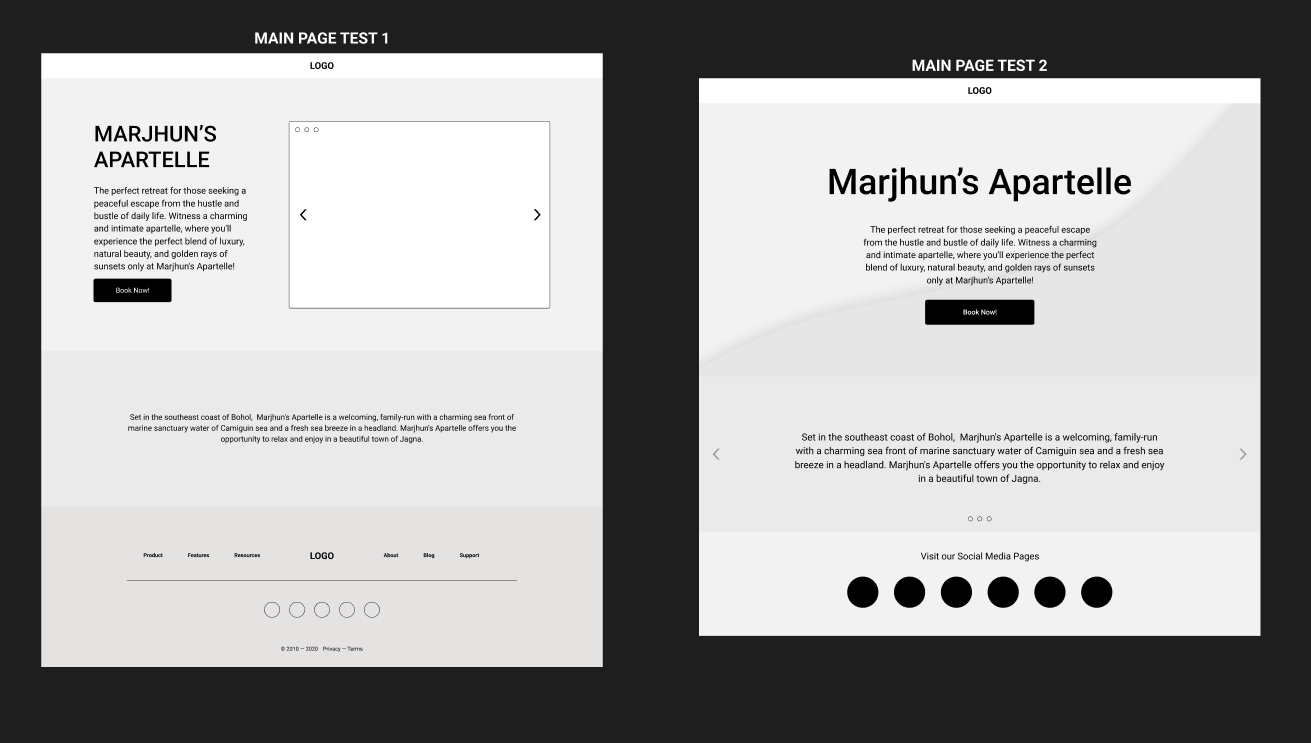 MAIN PAGE TEST 1
LOGO
MARJHUN'S
APARTELLE
The perfect retreat for those seeking a
peaceful escape from the hustle and
bustle of daily life. Witness a charming
and intimate apartelle, where you'll
experience the perfect blend of luxury,
natural beauty, and golden rays of
sunsets only at Marjhun's Apartelle!
Book Now!
Set in the southeast coast of Bohol,  Marjhun's Apartelle is a welcoming, family-run with a charming sea front of
marine sanctuary water of Camiguin sea and a fresh sea breeze in a headland. Marjhun's Apartelle offers you the
opportunity to relax and enjoy in a beautiful town of Jagna.
Product Features Resources LOGO About Blog Support
© 2010 — 2020 Privacy — Terms
MAIN PAGE TEST 2
LOGO
Marjhun's Apartelle
The perfect retreat for those seeking a peaceful escape
from the hustle and bustle of daily life. Witness a charming
and intimate apartelle, where you'll experience the perfect
blend of luxury, natural beauty, and golden rays of sunsets
only at Marjhun's Apartelle!
Book Now!
Set in the southeast coast of Bohol,  Marjhun's Apartelle is a welcoming, family-run
with a charming sea front of marine sanctuary water of Camiguin sea and a fresh sea
breeze in a headland. Marjhun's Apartelle offers you the opportunity to relax and enjoy
in a beautiful town of Jagna.
Visit our Social Media Pages